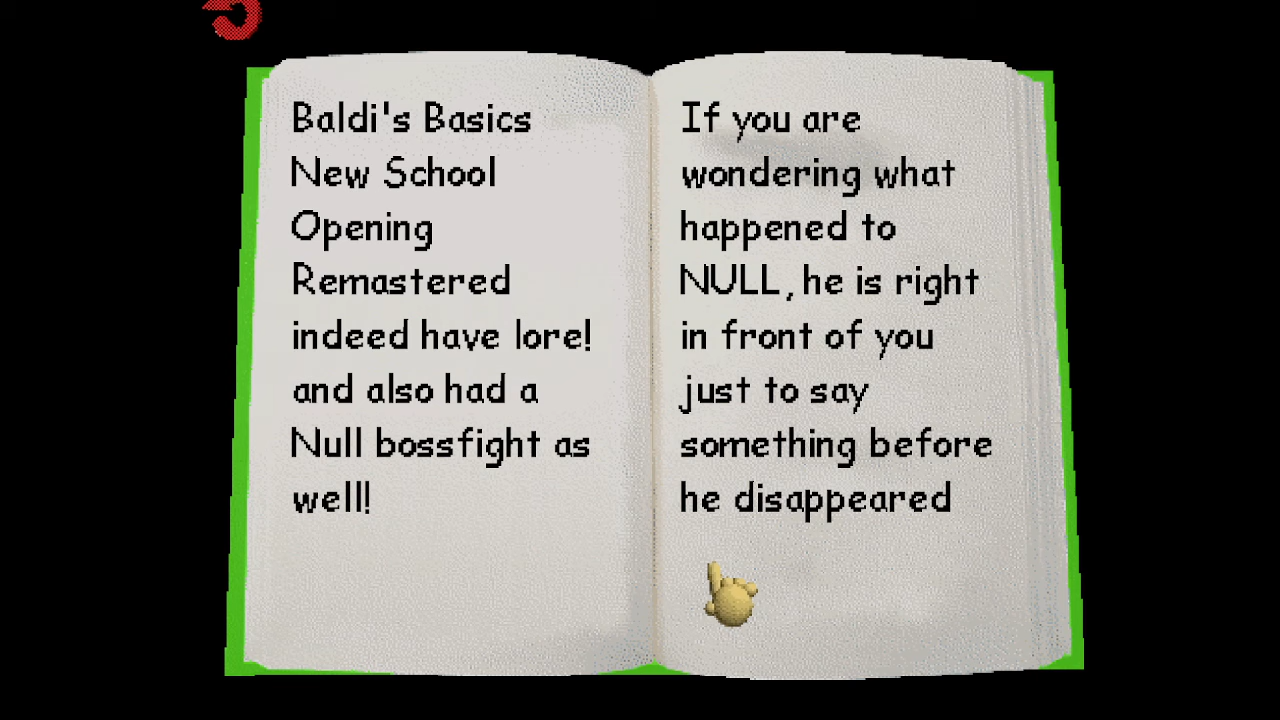 Baldi's Basics
New School
Opening
Remastered
indeed have lore!
and also had a
Null bossfight as
well!
If you are
wondering what
happened to
NULL, he is right
in front of you
just to say
something before
he disappeared